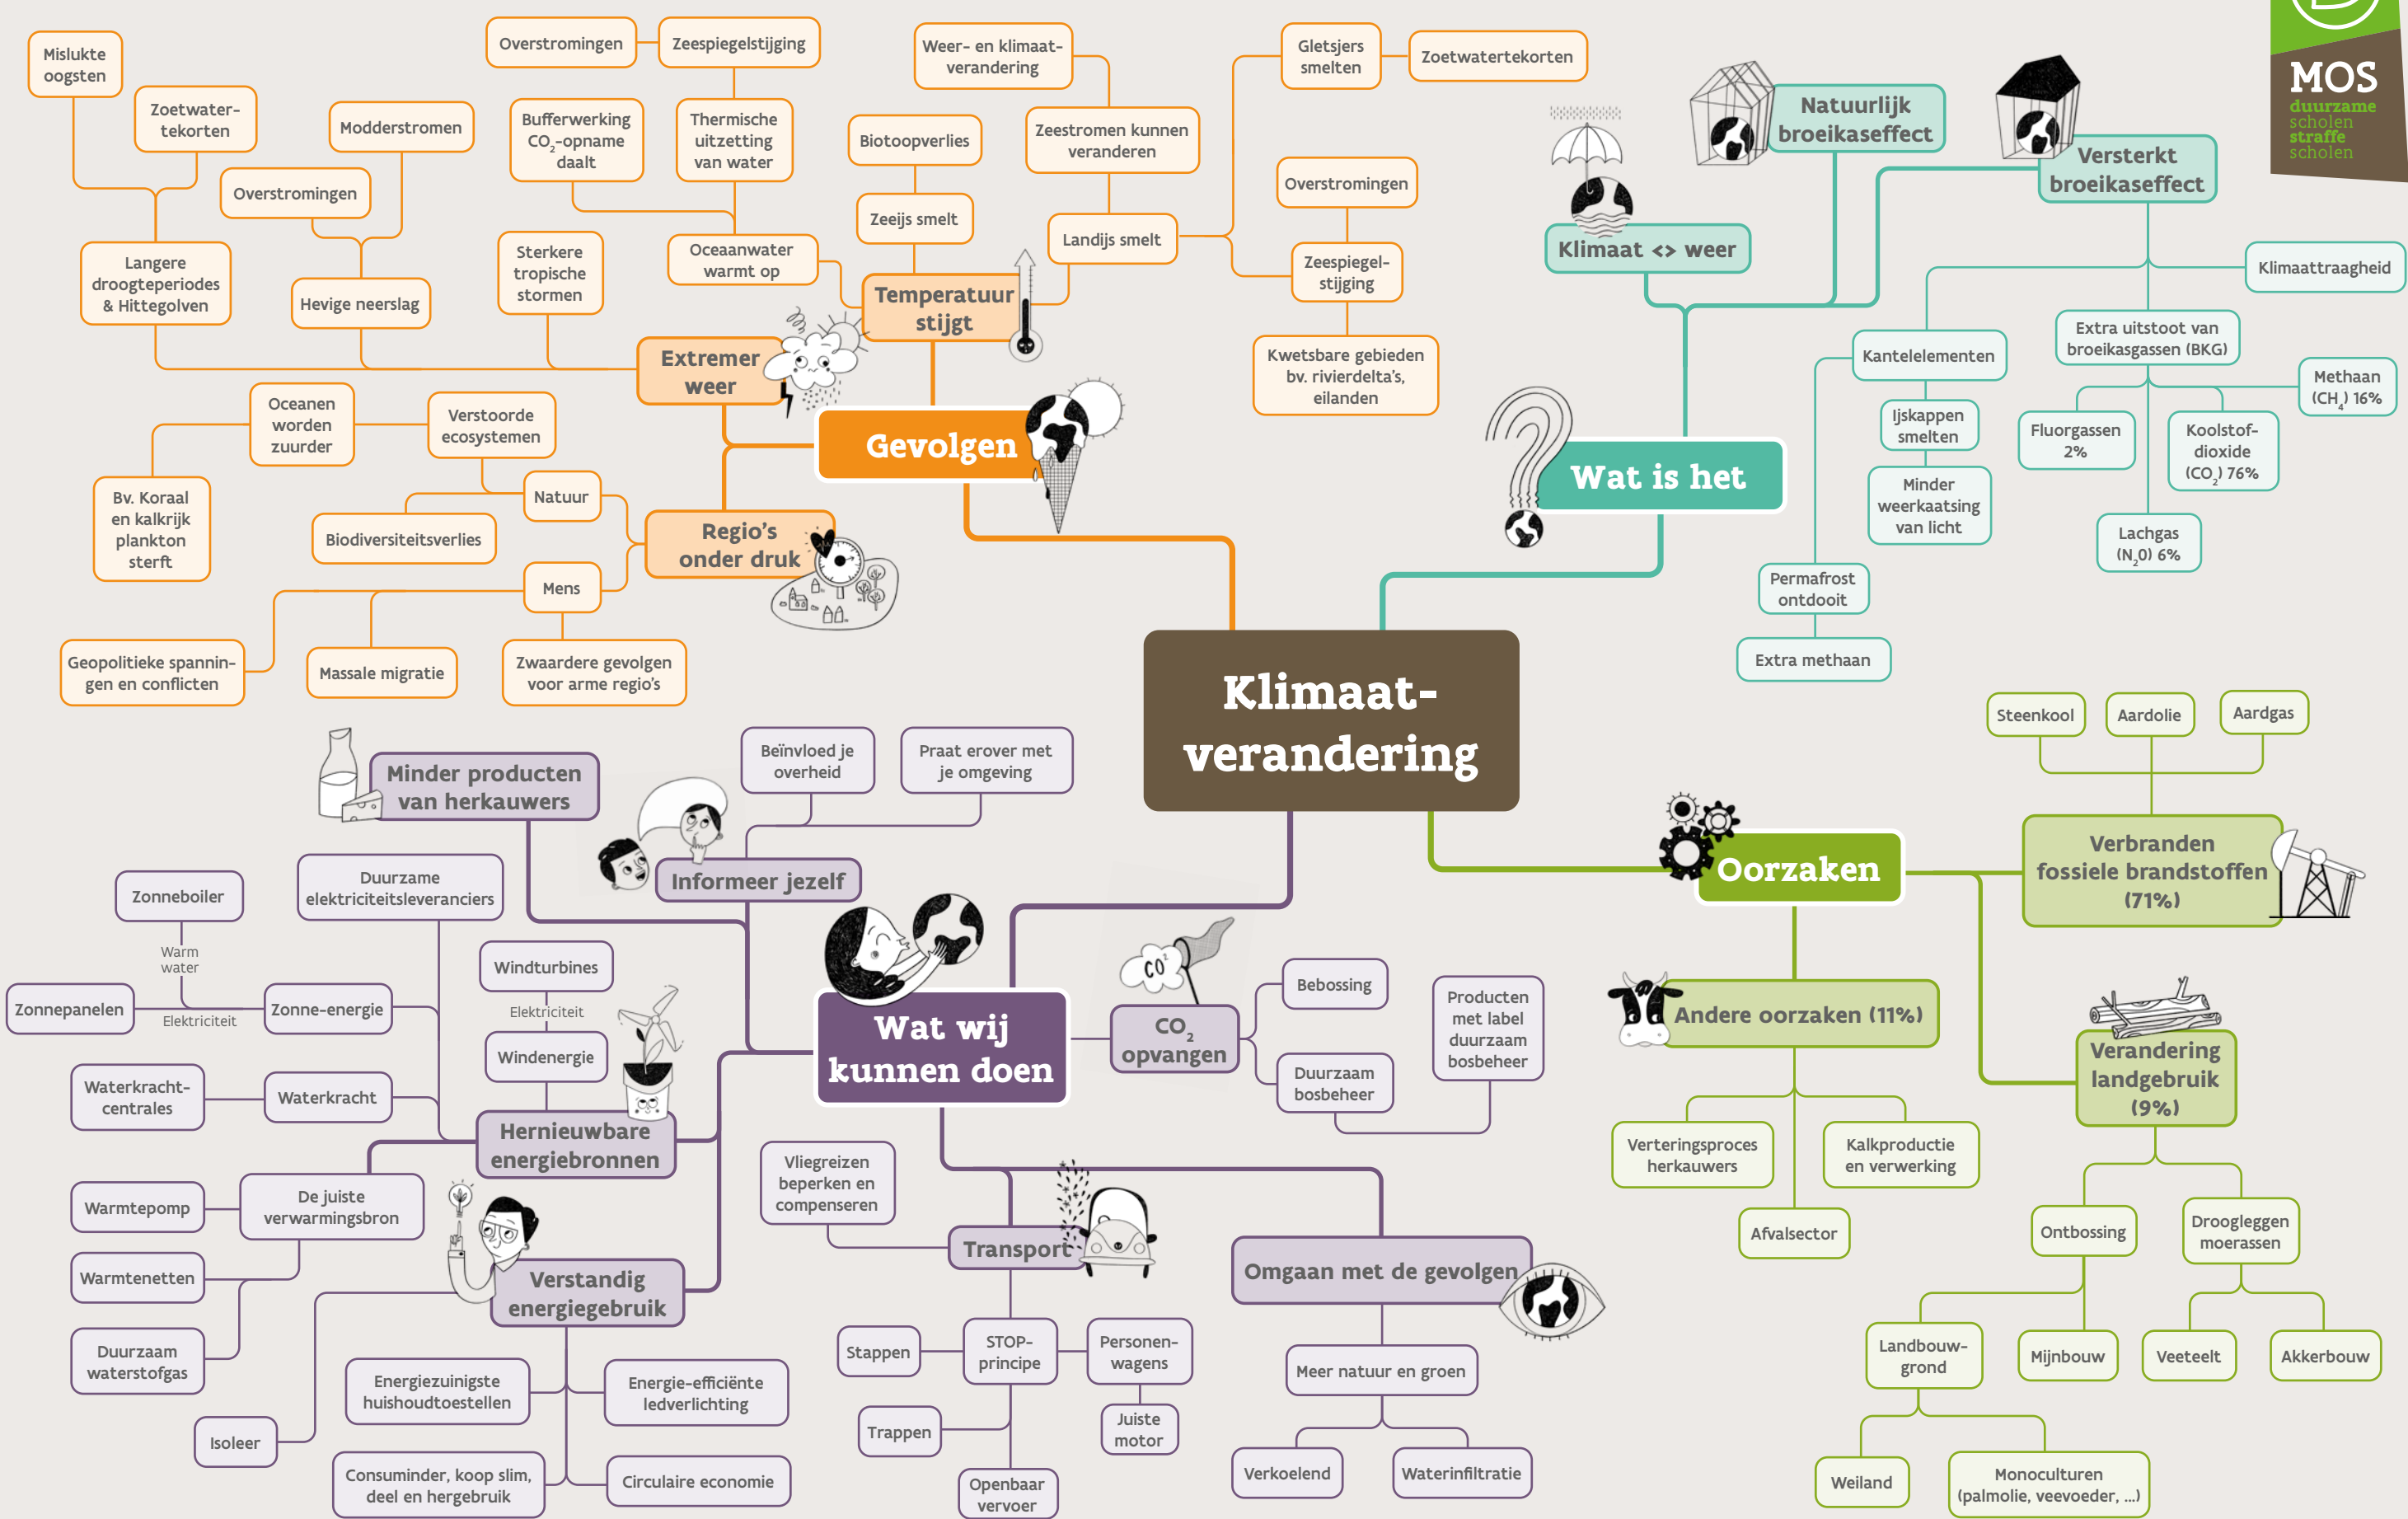 Klimaat-
verandering
Gevolgen
Temperatuur
stijgt
Oceaanwater
warmt op
Bufferwerking
CO₂-opname
daalt
Thermische
uitzetting
van water
Zeespiegelstijging
Overstromingen
Zeeijs smelt
Biotoopverlies
Landijs smelt
Zeestromen kunnen
veranderen
Weer- en klimaat-
verandering
Gletsjers
smelten
Zoetwatertekorten
Zeespiegel-
stijging
Overstromingen
Kwetsbare gebieden
bv. rivierdelta's,
eilanden
Extremer
weer
Langere
droogteperiodes
& Hittegolven
Mislukte
oogsten
Zoetwater-
tekorten
Hevige neerslag
Overstromingen
Modderstromen
Sterkere
tropische
stormen
Regio's
onder druk
Natuur
Verstoorde
ecosystemen
Oceanen
worden
zuurder
Bv. Koraal
en kalkrijk
plankton
sterft
Biodiversiteitsverlies
Mens
Geopolitieke spannin-
gen en conflicten
Massale migratie
Zwaardere gevolgen
voor arme regio's
Wat is het
Klimaat <> weer
Natuurlijk
broeikaseffect
Versterkt
broeikaseffect
Klimaattraagheid
Kantelelementen
Ijskappen
smelten
Minder
weerkaatsing
van licht
Permafrost
ontdooit
Extra methaan
Extra uitstoot van
broeikasgassen (BKG)
Fluorgassen
2%
Koolstof-
dioxide
(CO₂) 76%
Methaan
(CH₄) 16%
Lachgas
(N₂0) 6%
MOS
duurzame
scholen
straffe
scholen
Oorzaken
Verbranden
fossiele brandstoffen
(71%)
Steenkool
Aardolie
Aardgas
Andere oorzaken (11%)
Verteringsproces
herkauwers
Afvalsector
Kalkproductie
en verwerking
Verandering
landgebruik
(9%)
Ontbossing
Landbouw-
grond
Weiland
Monoculturen
(palmolie, veevoeder, ...)
Mijnbouw
Droogleggen
moerassen
Veeteelt
Akkerbouw
Wat wij
kunnen doen
Minder producten
van herkauwers
Informeer jezelf
Beïnvloed je
overheid
Praat erover met
je omgeving
CO²
CO₂
opvangen
Bebossing
Duurzaam
bosbeheer
Producten
met label
duurzaam
bosbeheer
Hernieuwbare
energiebronnen
Duurzame
elektriciteitsleveranciers
Zonne-energie
Zonneboiler
Warm
water
Zonnepanelen
Elektriciteit
Waterkracht
Waterkracht-
centrales
Windenergie
Elektriciteit
Windturbines
De juiste
verwarmingsbron
Warmtepomp
Warmtenetten
Duurzaam
waterstofgas
Verstandig
energiegebruik
Isoleer
Energiezuinigste
huishoudtoestellen
Energie-efficiënte
ledverlichting
Consuminder, koop slim,
deel en hergebruik
Circulaire economie
Transport
Vliegreizen
beperken en
compenseren
STOP-
principe
Stappen
Trappen
Openbaar
vervoer
Personen-
wagens
Juiste
motor
Omgaan met de gevolgen
Meer natuur en groen
Verkoelend
Waterinfiltratie